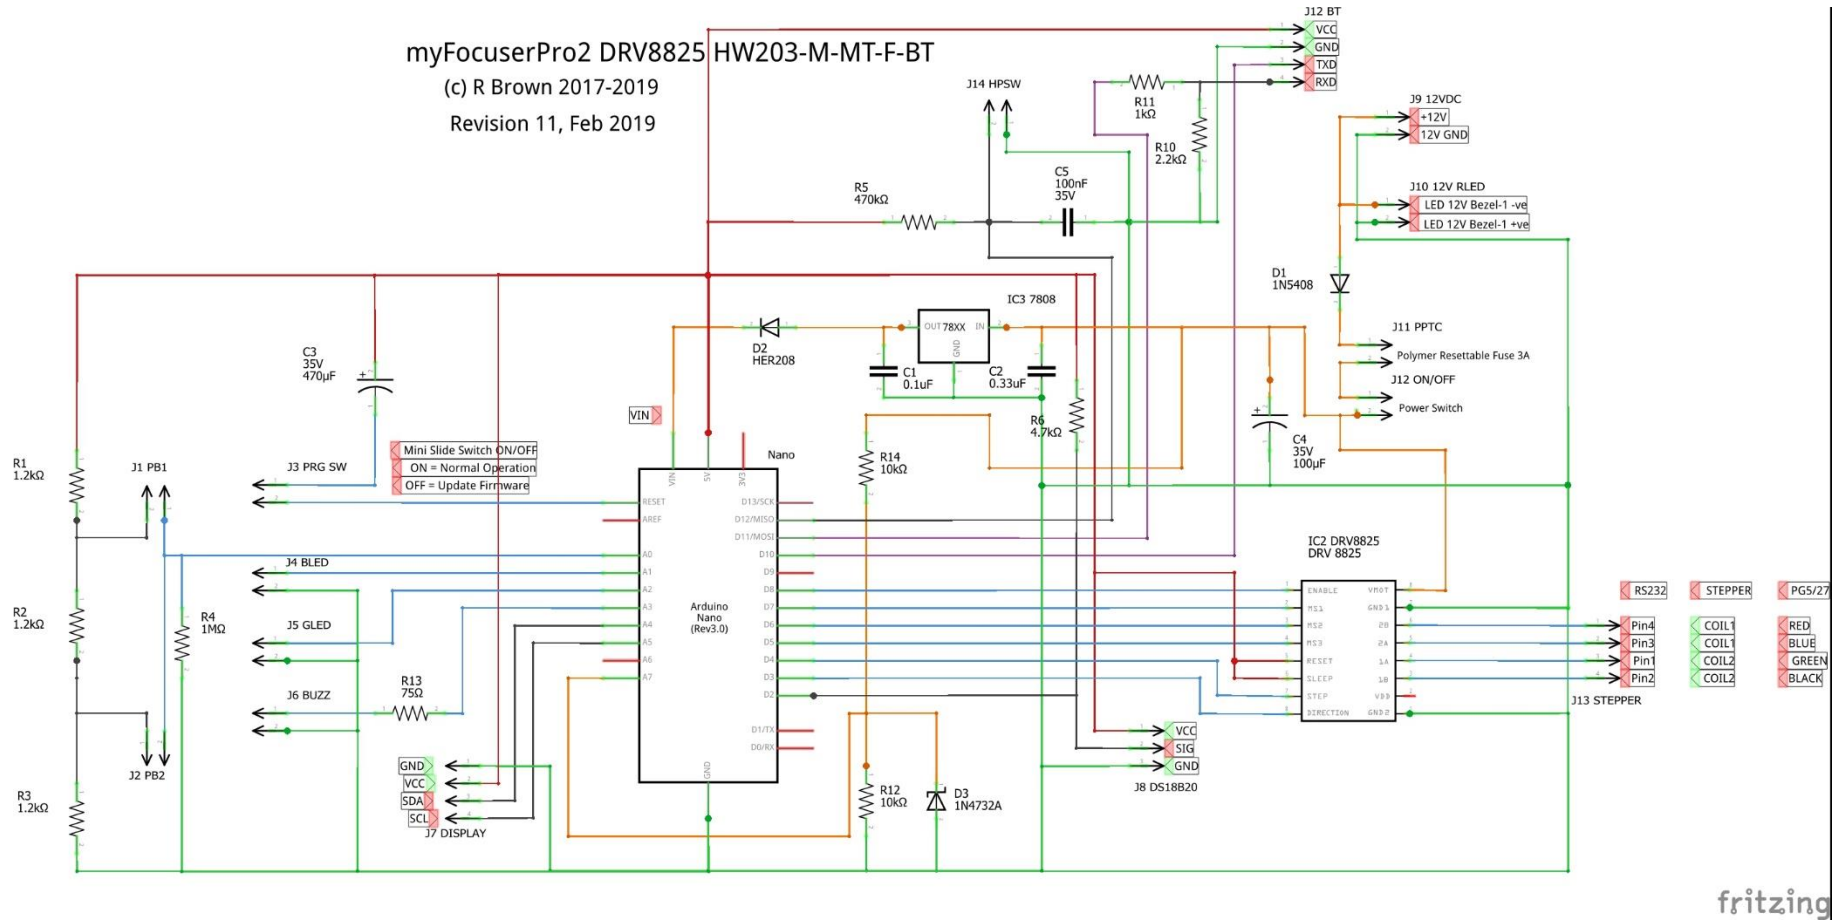 J12 BT
VCC
GND
TXD
RXD
myFocuserPro2 DRV8825 HW203-M-MT-F-BT
(c) R Brown 2017-2019
Revision 11, Feb 2019
J14 HPSW
R11
1kΩ
R10
2.2kΩ
J9 12VDC
+12V
12V GND
C5
100nF
35V
R5
470kΩ
J10 12V RLED
LED 12V Bezel-1 -ve
LED 12V Bezel-1 +ve
D1
1N5408
IC3 7808
OUT
78XX
IN
GND
D2
HER208
C1
0.1uF
C2
0.33uF
J11 PPTC
Polymer Resettable Fuse 3A
J12 ON/OFF
Power Switch
C3
35V
470µF
VIN
R6
4.7kΩ
C4
35V
100µF
Mini Slide Switch ON/OFF
ON = Normal Operation
OFF = Update Firmware
R1
1.2kΩ
J1 PB1
J3 PRG SW
Nano
R14
10kΩ
VIN
5V
3V3
RESET
AREF
A0
A1
A2
A3
A4
A5
A6
A7
D13/SCK
D12/MISO
D11/MOSI
D10
D9
D8
D7
D6
D5
D4
D3
D2
D1/TX
D0/RX
GND
Arduino
Nano
(Rev3.0)
J4 BLED
R2
1.2kΩ
R4
1MΩ
J5 GLED
J6 BUZZ
R13
75Ω
J2 PB2
R3
1.2kΩ
GND
VCC
SDA
SCL
J7 DISPLAY
R12
10kΩ
D3
1N4732A
VCC
SIG
GND
J8 DS18B20
IC2 DRV8825
DRV 8825
ENABLE
MS1
MS2
MS3
RESET
SLEEP
STEP
DIRECTION
VMOT
GND1
2B
2A
1A
1B
VDD
GND2
RS232
STEPPER
PG5/27
Pin4
COIL1
RED
Pin3
COIL1
BLUE
Pin1
COIL2
GREEN
Pin2
COIL2
BLACK
J13 STEPPER
fritzing